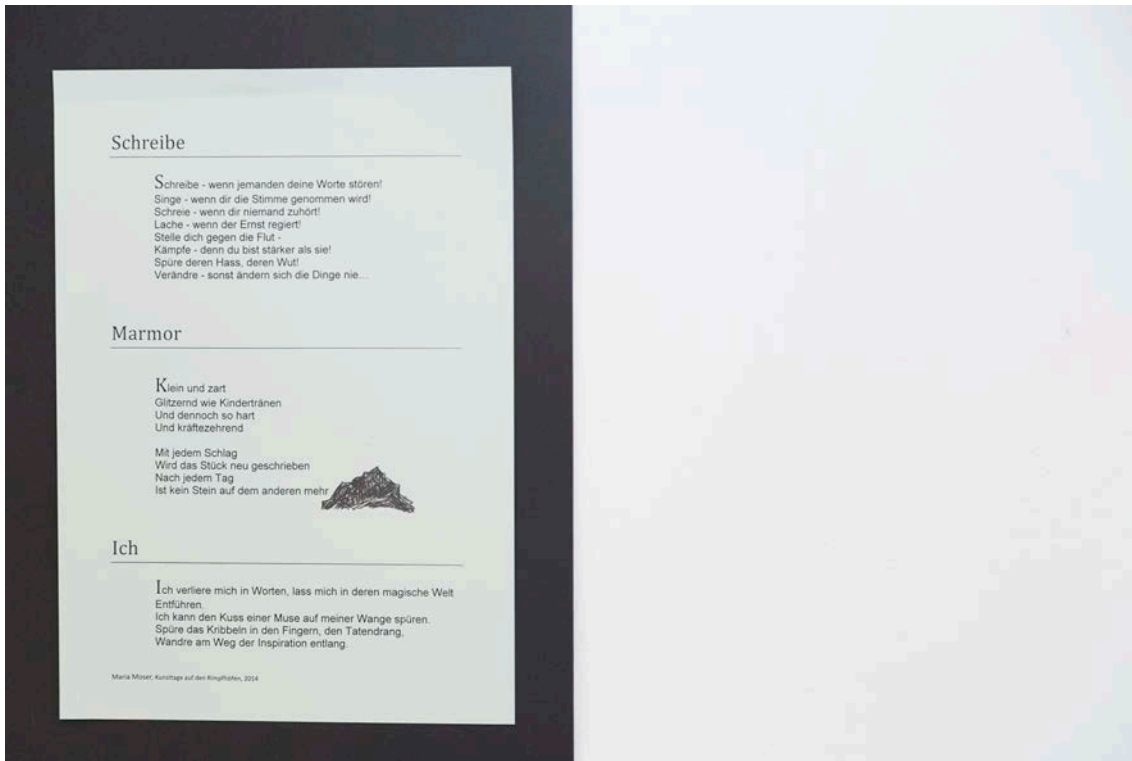 Schreibe
Schreibe - wenn jemanden deine Worte stören!
Singe - wenn dir die Stimme genommen wird!
Schreie - wenn dir niemand zuhört!
Lache - wenn der Ernst regiert!
Stelle dich gegen die Flut -
Kämpfe - denn du bist stärker als sie!
Spüre deren Hass, deren Wut!
Verändre - sonst ändern sich die Dinge nie...
Marmor
Klein und zart
Glitzernd wie Kindertränen
Und dennoch so hart
Und kräftezehrend
Mit jedem Schlag
Wird das Stück neu geschrieben
Nach jedem Tag
Ist kein Stein auf dem anderen mehr
Ich
Ich verliere mich in Worten, lass mich in deren magische Welt
Entführen.
Ich kann den Kuss einer Muse auf meiner Wange spüren.
Spüre das Kribbeln in den Fingern, den Tatendrang,
Wandre am Weg der Inspiration entlang.
Maria Moser, Kunsttage auf den Rimpfhöfen, 2014